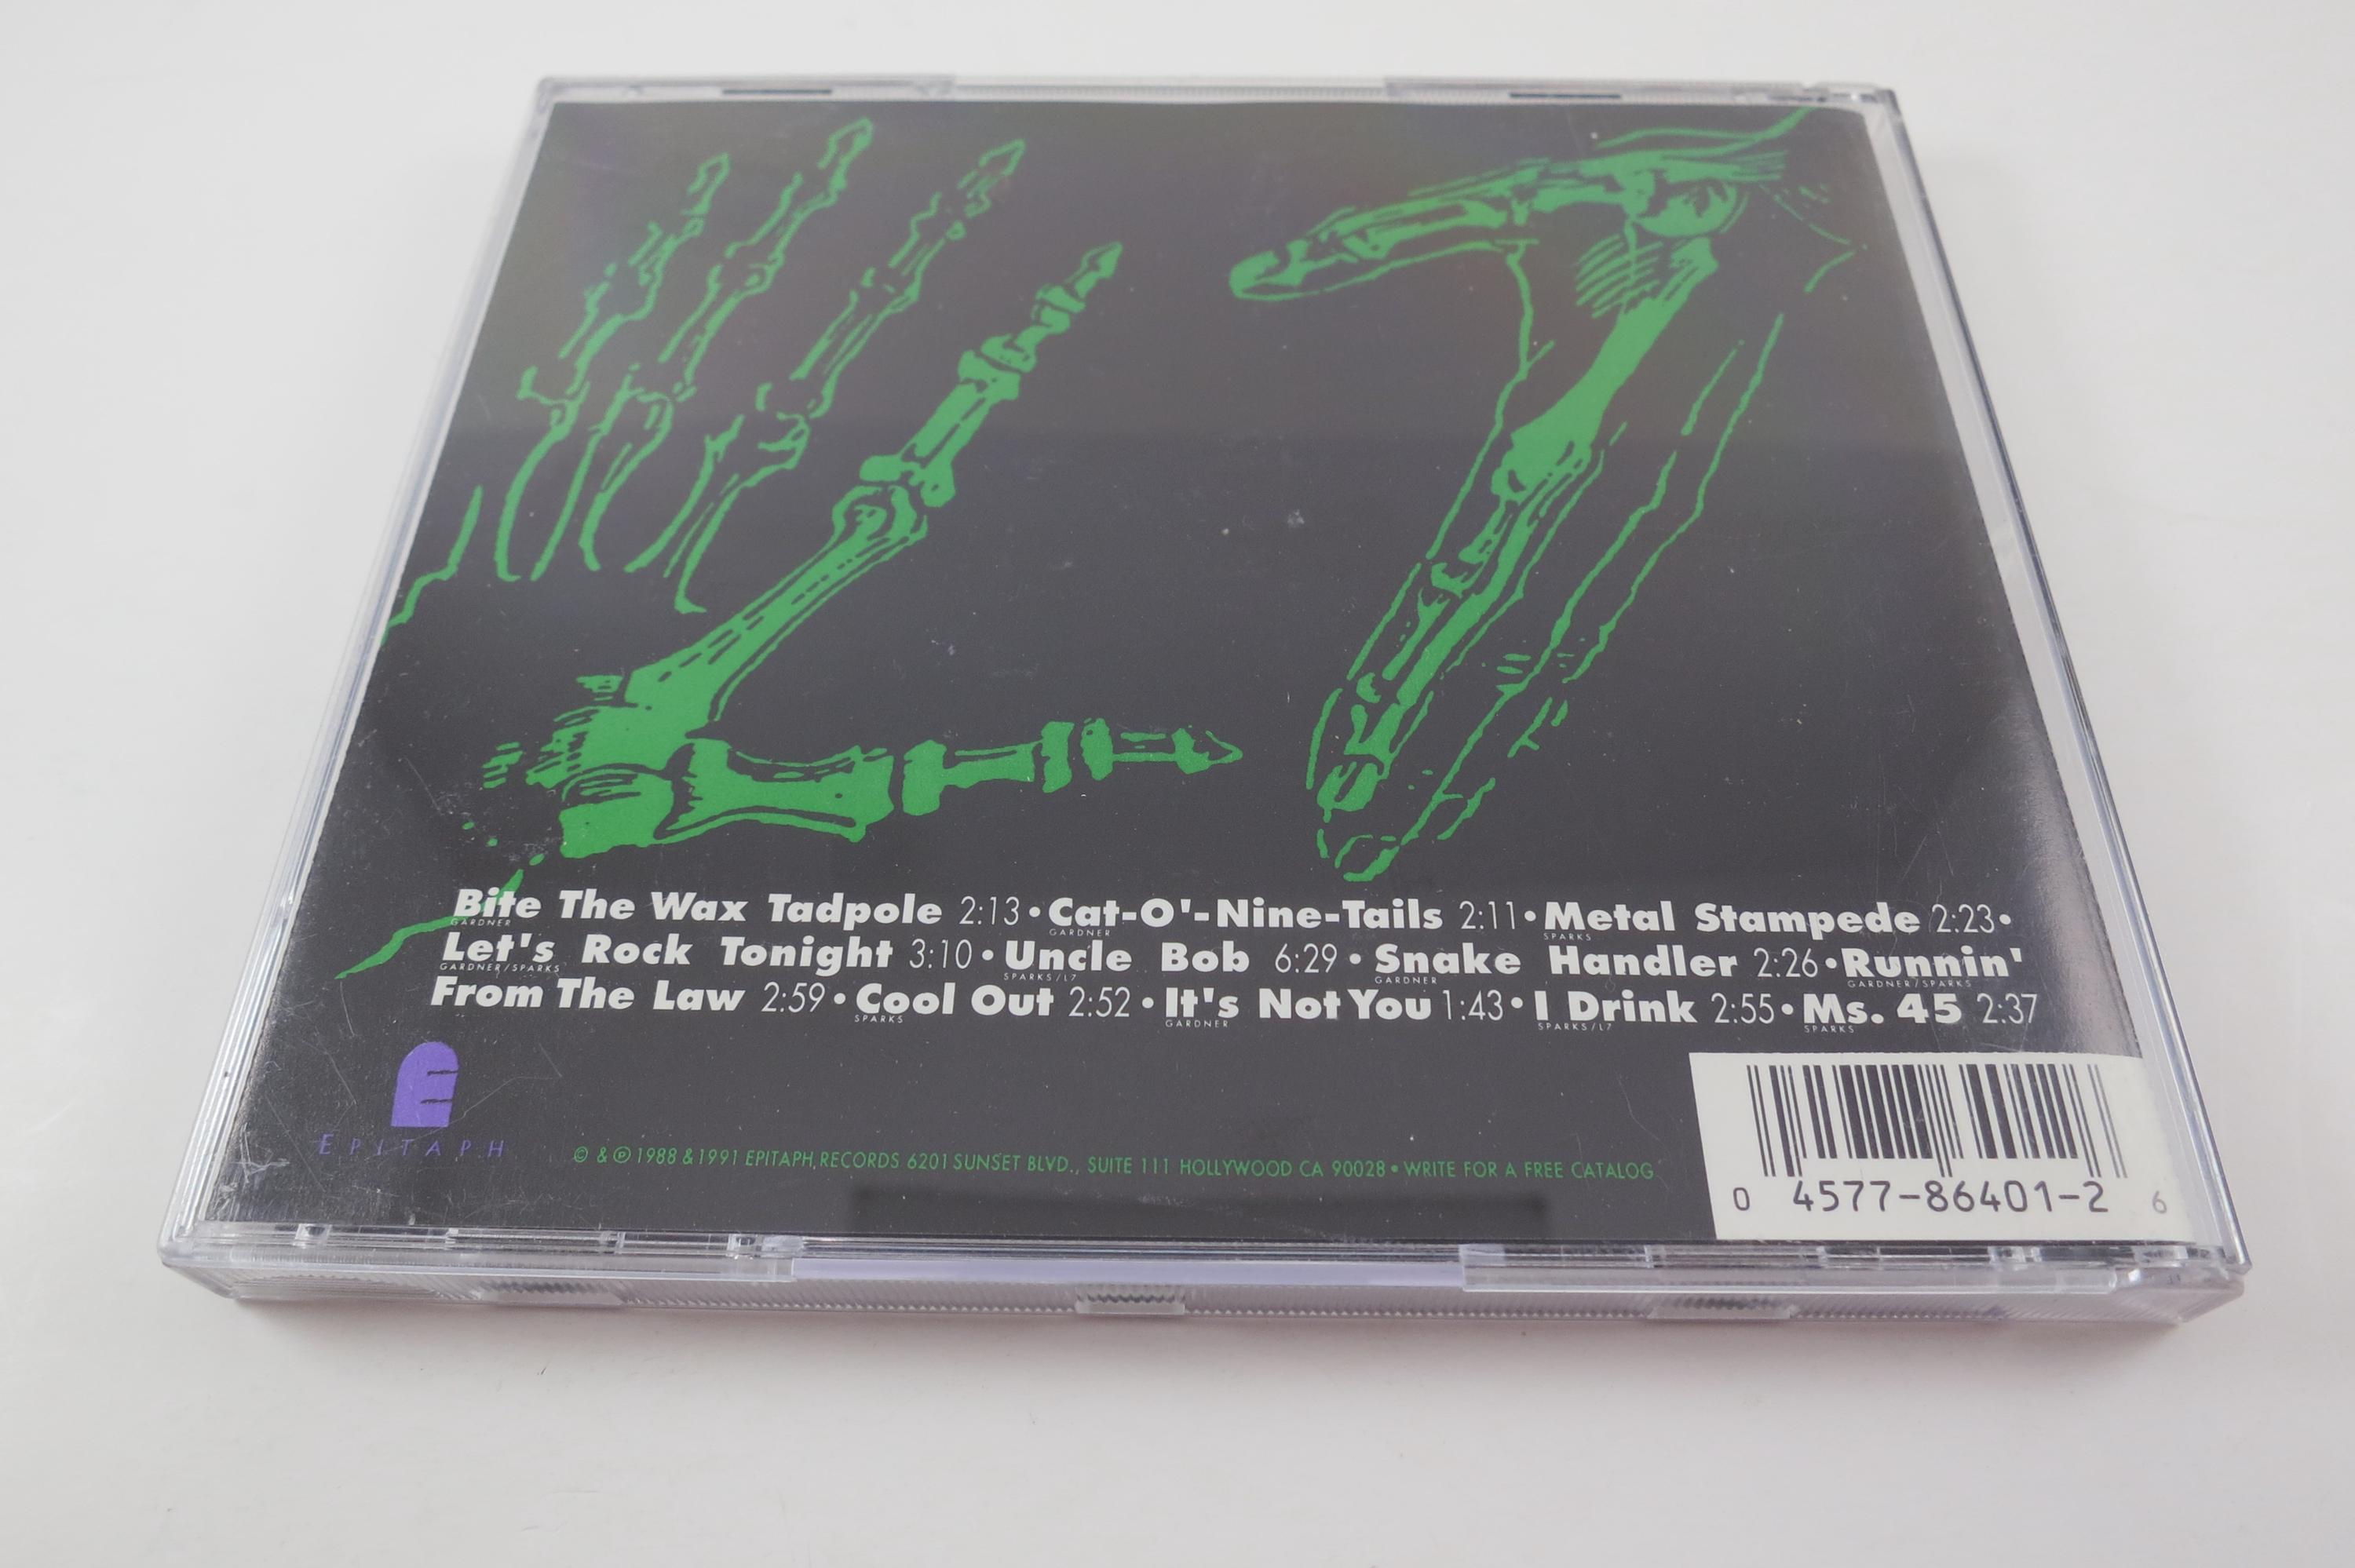 Bite The Wax Tadpole 2:13 • Cat-O'-Nine-Tails 2:11 • Metal Stampede 2:23 •
GARDNER GARDNER SPARKS
Let's Rock Tonight 3:10 • Uncle Bob 6:29 • Snake Handler 2:26 • Runnin'
GARDNER/SPARKS SPARKS/L7 GARDNER GARDNER/SPARKS
From The Law 2:59 • Cool Out 2:52 • It's Not You 1:43 • I Drink 2:55 • Ms. 45 2:37
SPARKS GARDNER SPARKS/L7 SPARKS
E
EPITAPH
© & ℗ 1988 & 1991 EPITAPH RECORDS 6201 SUNSET BLVD., SUITE 111 HOLLYWOOD CA 90028 • WRITE FOR A FREE CATALOG
0 4577-86401-2 6